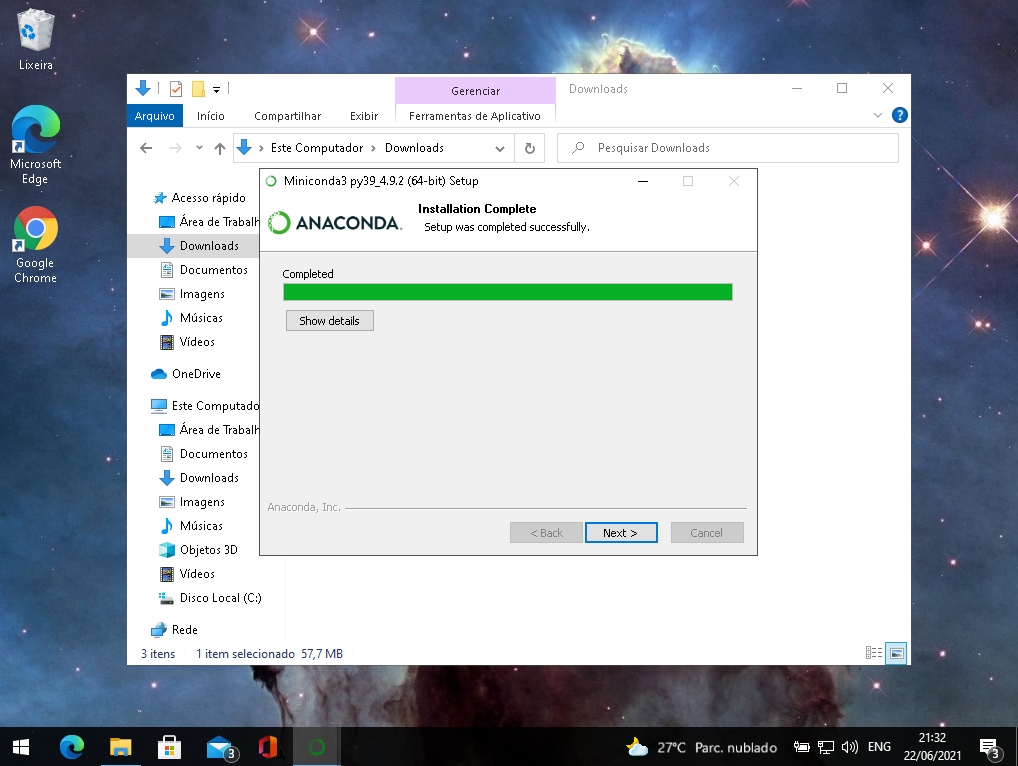 Lixeira
Microsoft
Edge
Google
Chrome
Gerenciar
Downloads
Arquivo
Início
Compartilhar
Exibir
Ferramentas de Aplicativo
?
Este Computador
Downloads
Pesquisar Downloads
Acesso rápido
Área de Trabalh
Downloads
Documentos
Imagens
Músicas
Vídeos
OneDrive
Este Computado
Área de Trabalh
Documentos
Downloads
Imagens
Músicas
Objetos 3D
Vídeos
Disco Local (C:)
Rede
3 itens
1 item selecionado 57,7 MB
Miniconda3 py39_4.9.2 (64-bit) Setup
ANACONDA.
Installation Complete
Setup was completed successfully.
Completed
Show details
Anaconda, Inc.
< Back
Next >
Cancel
3
27°C Parc. nublado
ENG
21:32
22/06/2021
3